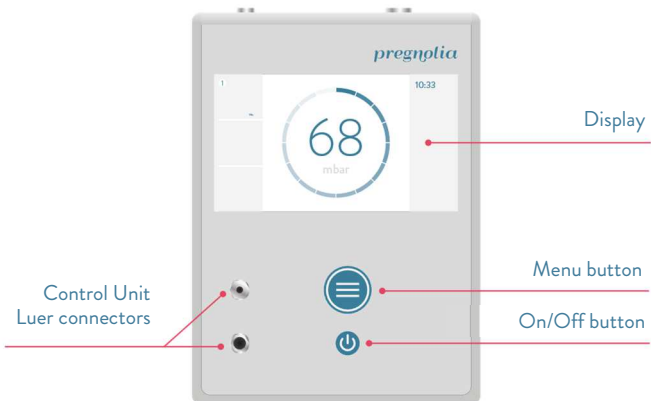 pregnolia
1
10:33
68
mbar
Display
Menu button
Control Unit
Luer connectors
On/Off button